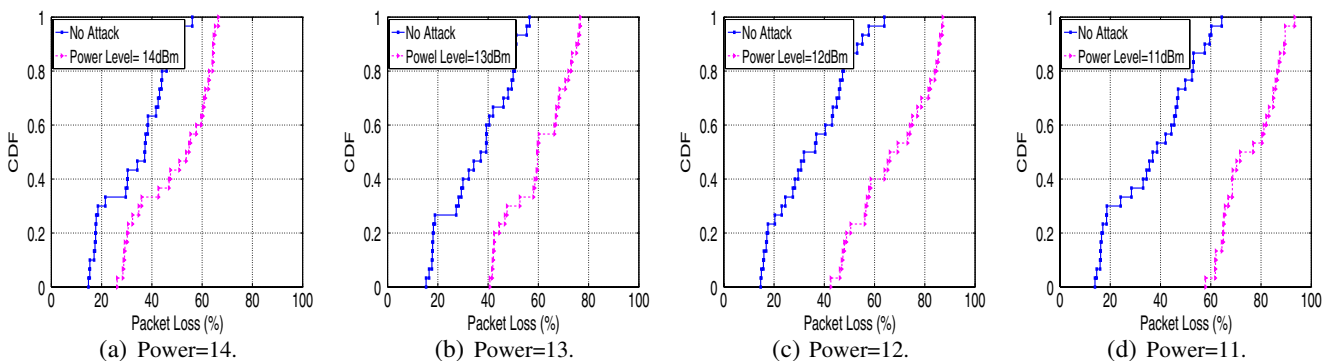 1
0.8
0.6
0.4
0.2
0
CDF
No Attack
Power Level= 14dBm
0 20 40 60 80 100
Packet Loss (%)
(a) Power=14.
1
0.8
0.6
0.4
0.2
0
CDF
No Attack
Powel Level=13dBm
0 20 40 60 80 100
Packet Loss (%)
(b) Power=13.
1
0.8
0.6
0.4
0.2
0
CDF
No Attack
Power Level=12dBm
0 20 40 60 80 100
Packet Loss (%)
(c) Power=12.
1
0.8
0.6
0.4
0.2
0
CDF
No Attack
Power Level=11dBm
0 20 40 60 80 100
Packet Loss (%)
(d) Power=11.